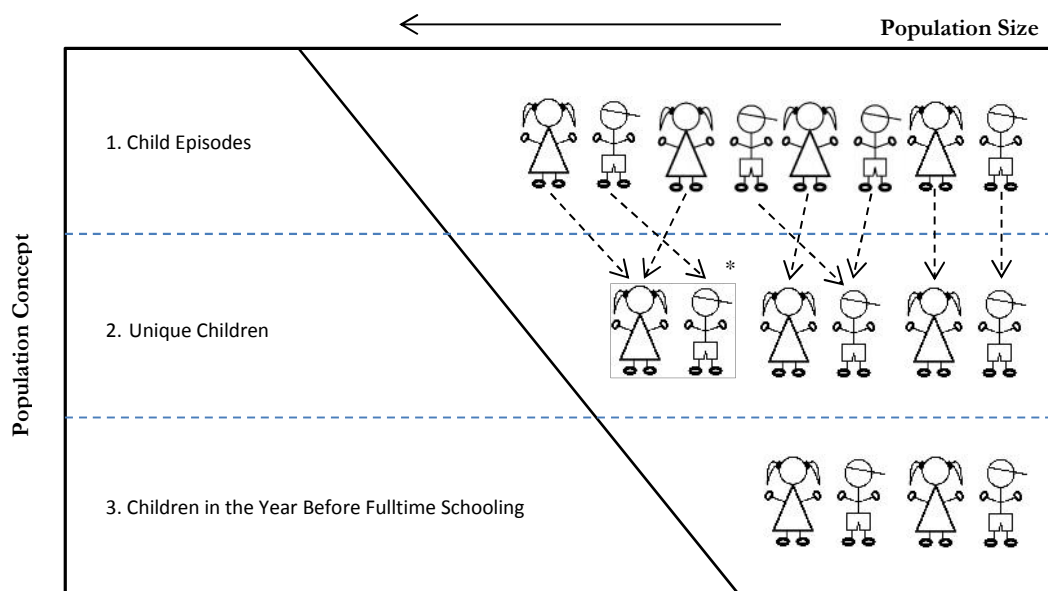 Population Size
Population Concept
1. Child Episodes
*
2. Unique Children
3. Children in the Year Before Fulltime Schooling